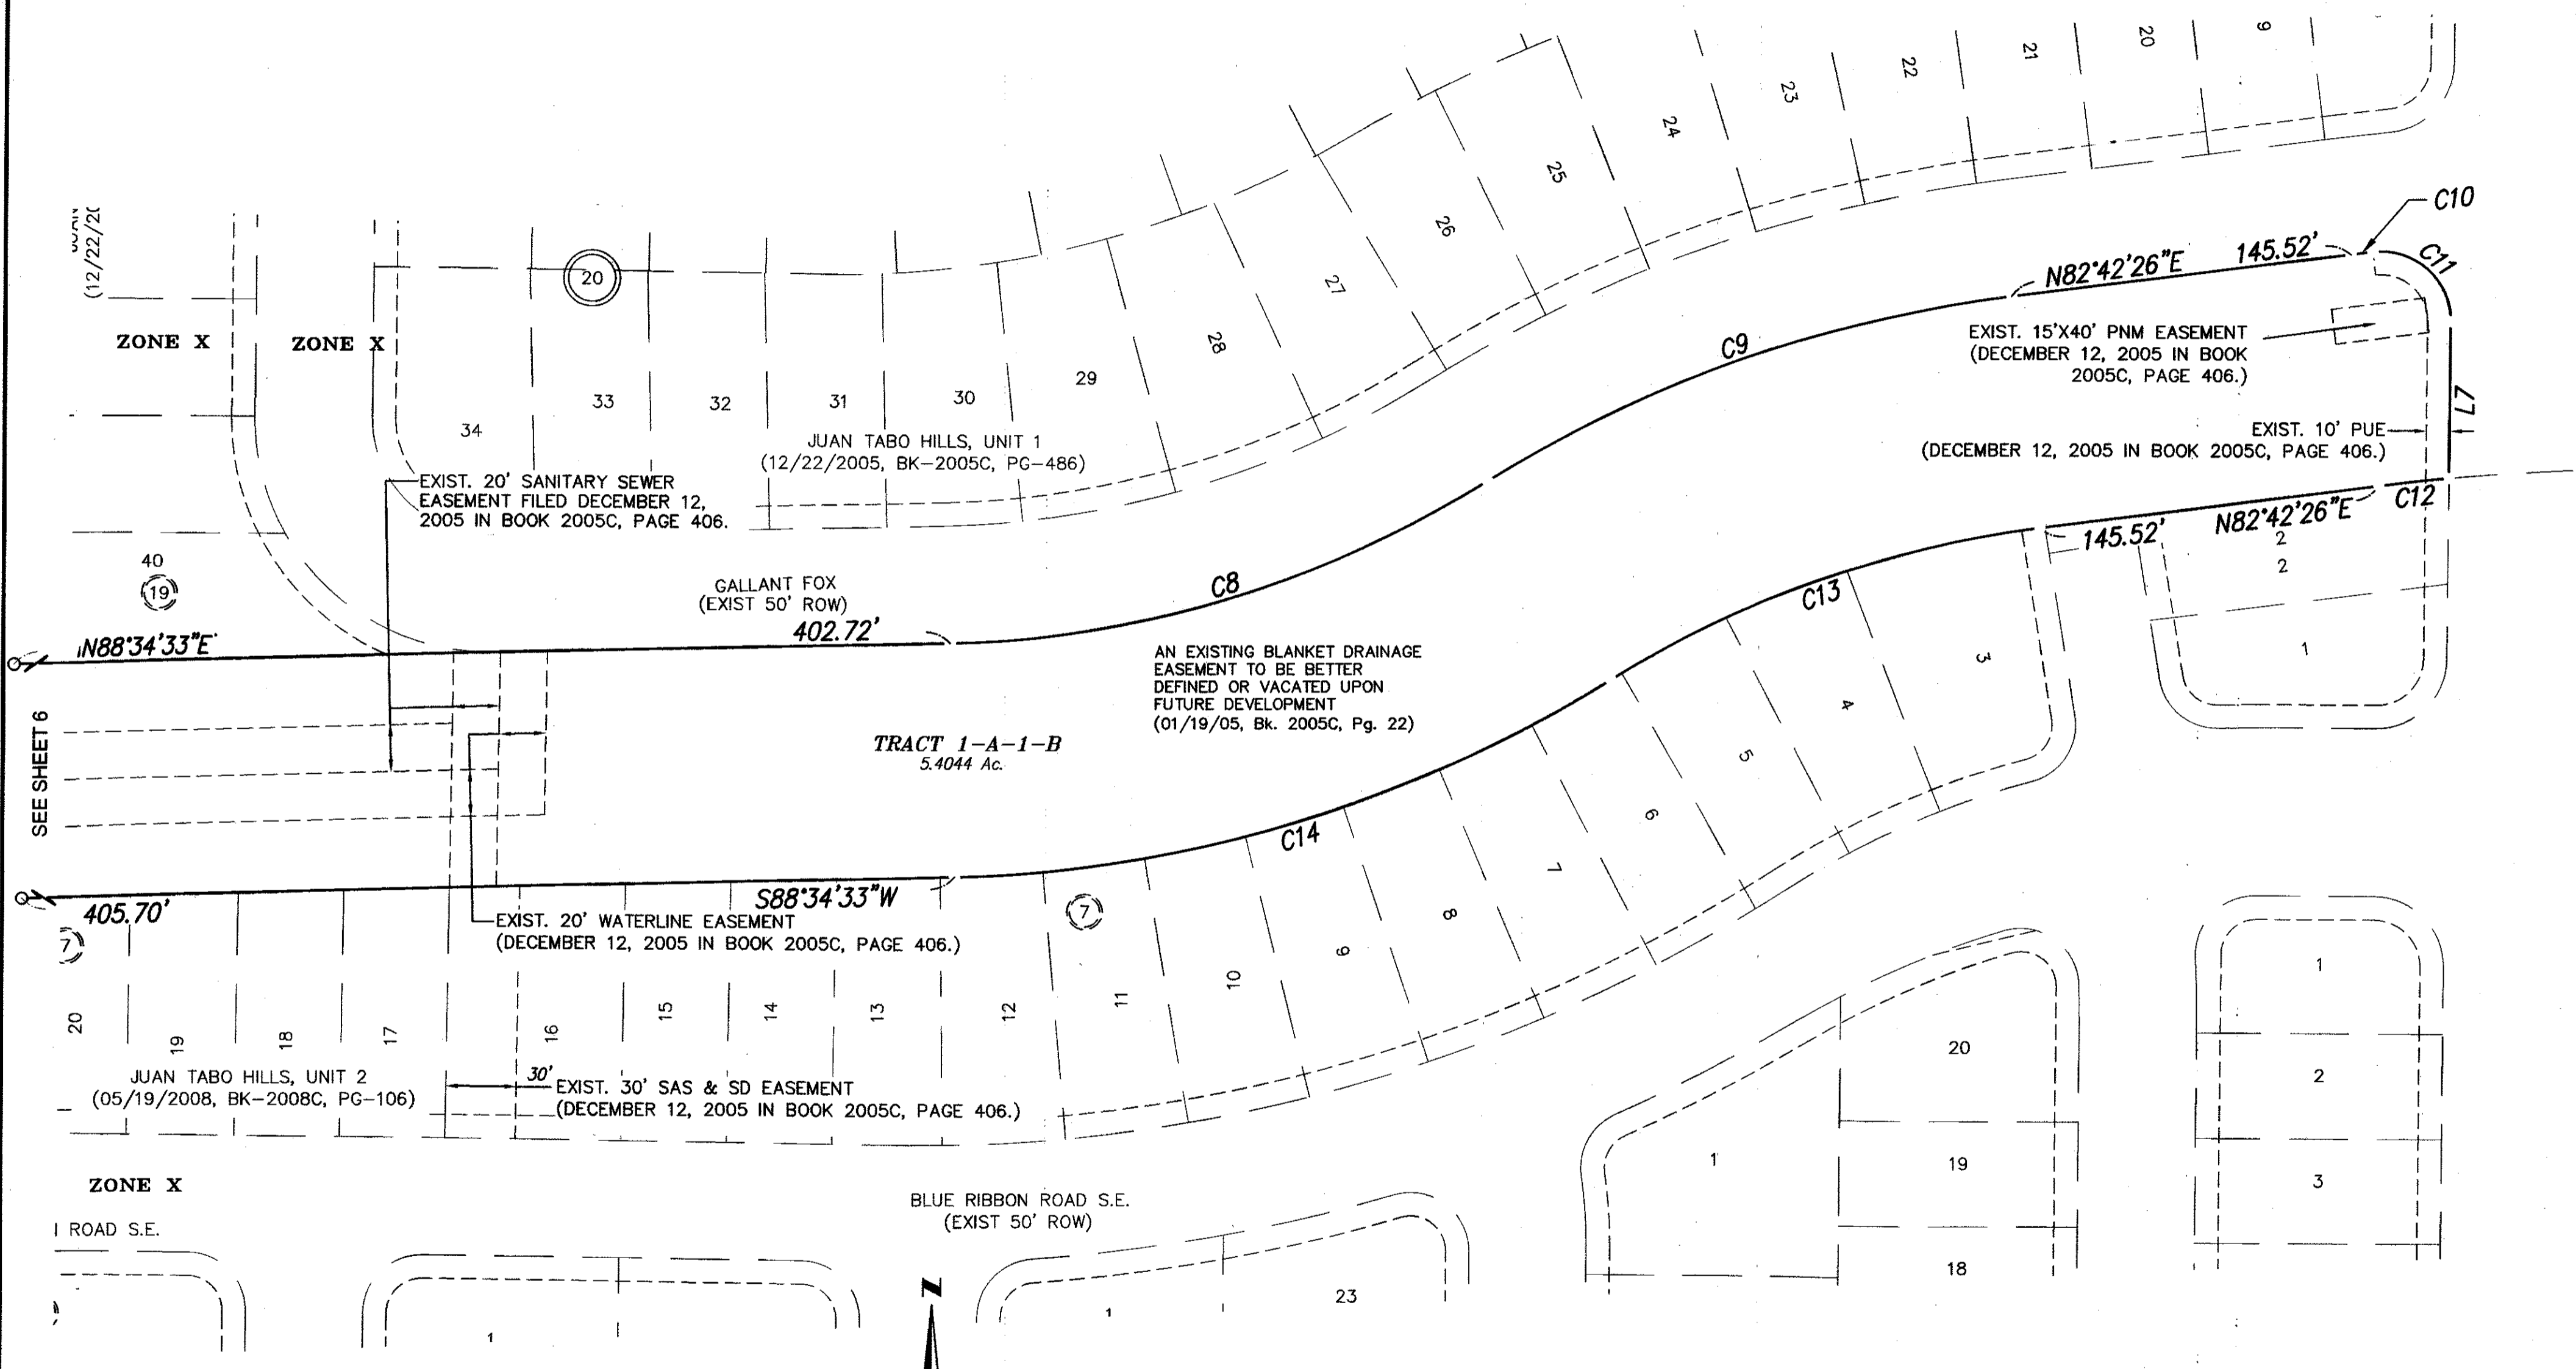 (12/22/20
ZONE X
ZONE X
20
34
33
32
31
30
29
28
27
26
25
24
23
22
21
20
9
C10
C11
N82°42'26"E 145.52'
C9
EXIST. 15'X40' PNM EASEMENT
(DECEMBER 12, 2005 IN BOOK
2005C, PAGE 406.)
L7
EXIST. 10' PUE
(DECEMBER 12, 2005 IN BOOK 2005C, PAGE 406.)
JUAN TABO HILLS, UNIT 1
(12/22/2005, BK-2005C, PG-486)
EXIST. 20' SANITARY SEWER
EASEMENT FILED DECEMBER 12,
2005 IN BOOK 2005C, PAGE 406.
C12
N82°42'26"E
145.52'
2
2
1
40
19
GALLANT FOX
(EXIST 50' ROW)
N88°34'33"E
402.72'
C8
C13
AN EXISTING BLANKET DRAINAGE
EASEMENT TO BE BETTER
DEFINED OR VACATED UPON
FUTURE DEVELOPMENT
(01/19/05, Bk. 2005C, Pg. 22)
SEE SHEET 6
TRACT 1-A-1-B
5.4044 Ac.
C14
3
4
5
6
7
8
9
10
11
12
13
14
15
16
17
18
19
20
405.70'
S88°34'33"W
7
7
EXIST. 20' WATERLINE EASEMENT
(DECEMBER 12, 2005 IN BOOK 2005C, PAGE 406.)
JUAN TABO HILLS, UNIT 2
(05/19/2008, BK-2008C, PG-106)
30'
EXIST. 30' SAS & SD EASEMENT
(DECEMBER 12, 2005 IN BOOK 2005C, PAGE 406.)
ZONE X
ROAD S.E.
BLUE RIBBON ROAD S.E.
(EXIST 50' ROW)
1
20
19
18
1
2
3
1
1
23
N